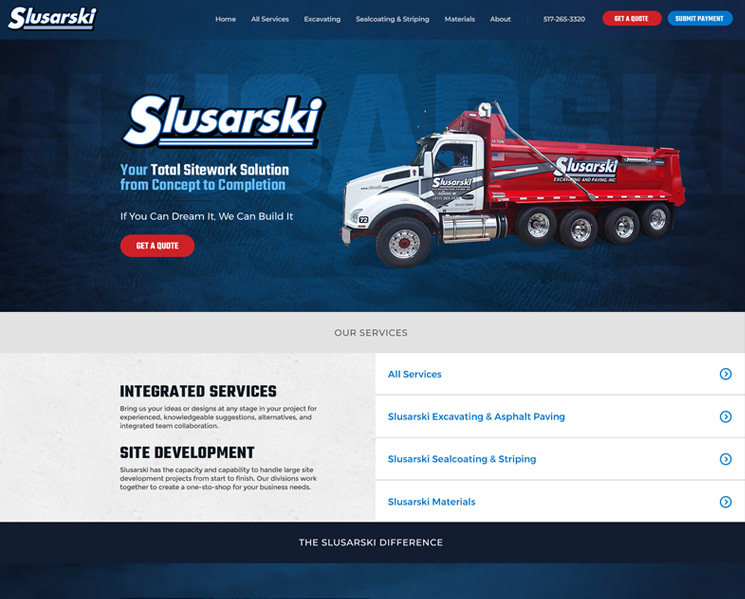 Slusarski
Home All Services Excavating Sealcoating & Striping Materials About 517-265-3320 GET A QUOTE SUBMIT PAYMENT
SLUSARSKI
Slusarski
Your Total Sitework Solution
from Concept to Completion
If You Can Dream It, We Can Build It
GET A QUOTE
Slusarski
EXCAVATING AND PAVING, INC
Slusarski
72
OUR SERVICES
INTEGRATED SERVICES
Bring us your ideas or designs at any stage in your project for
experienced, knowledgeable suggestions, alternatives, and
integrated team collaboration.
SITE DEVELOPMENT
Slusarski has the capacity and capability to handle large site
development projects from start to finish. Our divisions work
together to create a one-sto-shop for your business needs.
All Services
Slusarski Excavating & Asphalt Paving
Slusarski Sealcoating & Striping
Slusarski Materials
THE SLUSARSKI DIFFERENCE